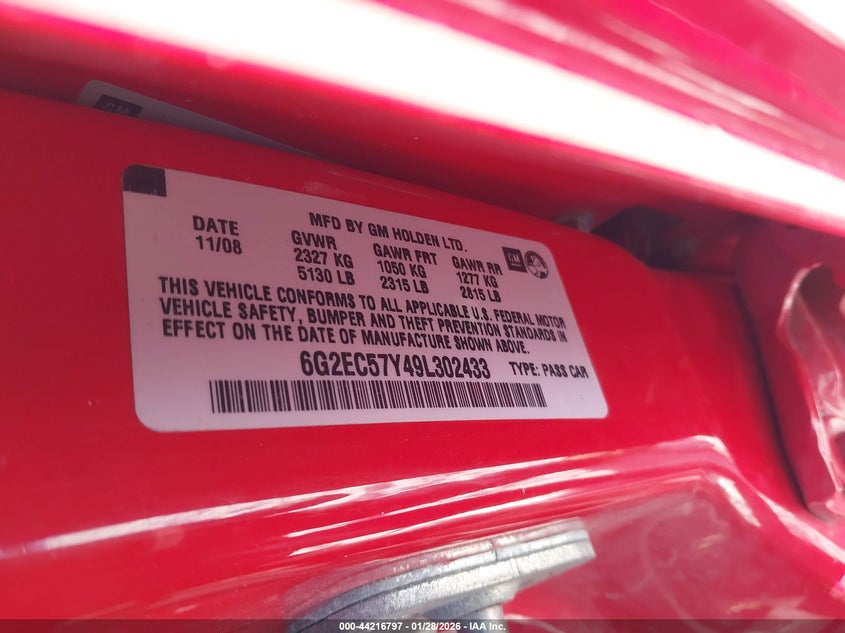 GM
MFD BY GM HOLDEN LTD.
DATE GVWR GAWR FRT GAWR RR
11/08 2327 KG 1050 KG 1277 KG
5130 LB 2315 LB 2815 LB
GM
THIS VEHICLE CONFORMS TO ALL APPLICABLE U.S. FEDERAL MOTOR
VEHICLE SAFETY, BUMPER AND THEFT PREVENTION STANDARDS IN
EFFECT ON THE DATE OF MANUFACTURE SHOWN ABOVE.
6G2EC57Y49L302433 TYPE: PASS CAR
000-44216797 - 01/28/2026 - IAA Inc.